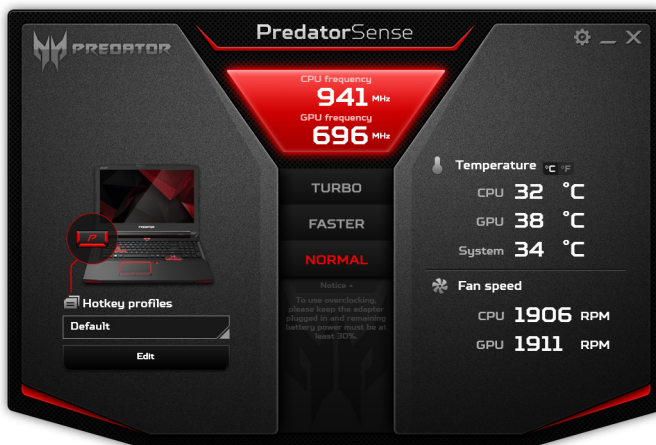 PredatorSense
PREDATOR
CPU frequency
941 MHz
GPU frequency
696 MHz
TURBO
FASTER
NORMAL
Notice
To use overclocking,
please keep the adapter
plugged in and remaining
battery power must be at
least 30%.
Hotkey profiles
Default
Edit
Temperature °C °F
CPU 32 °C
GPU 38 °C
System 34 °C
Fan speed
CPU 1906 RPM
GPU 1911 RPM